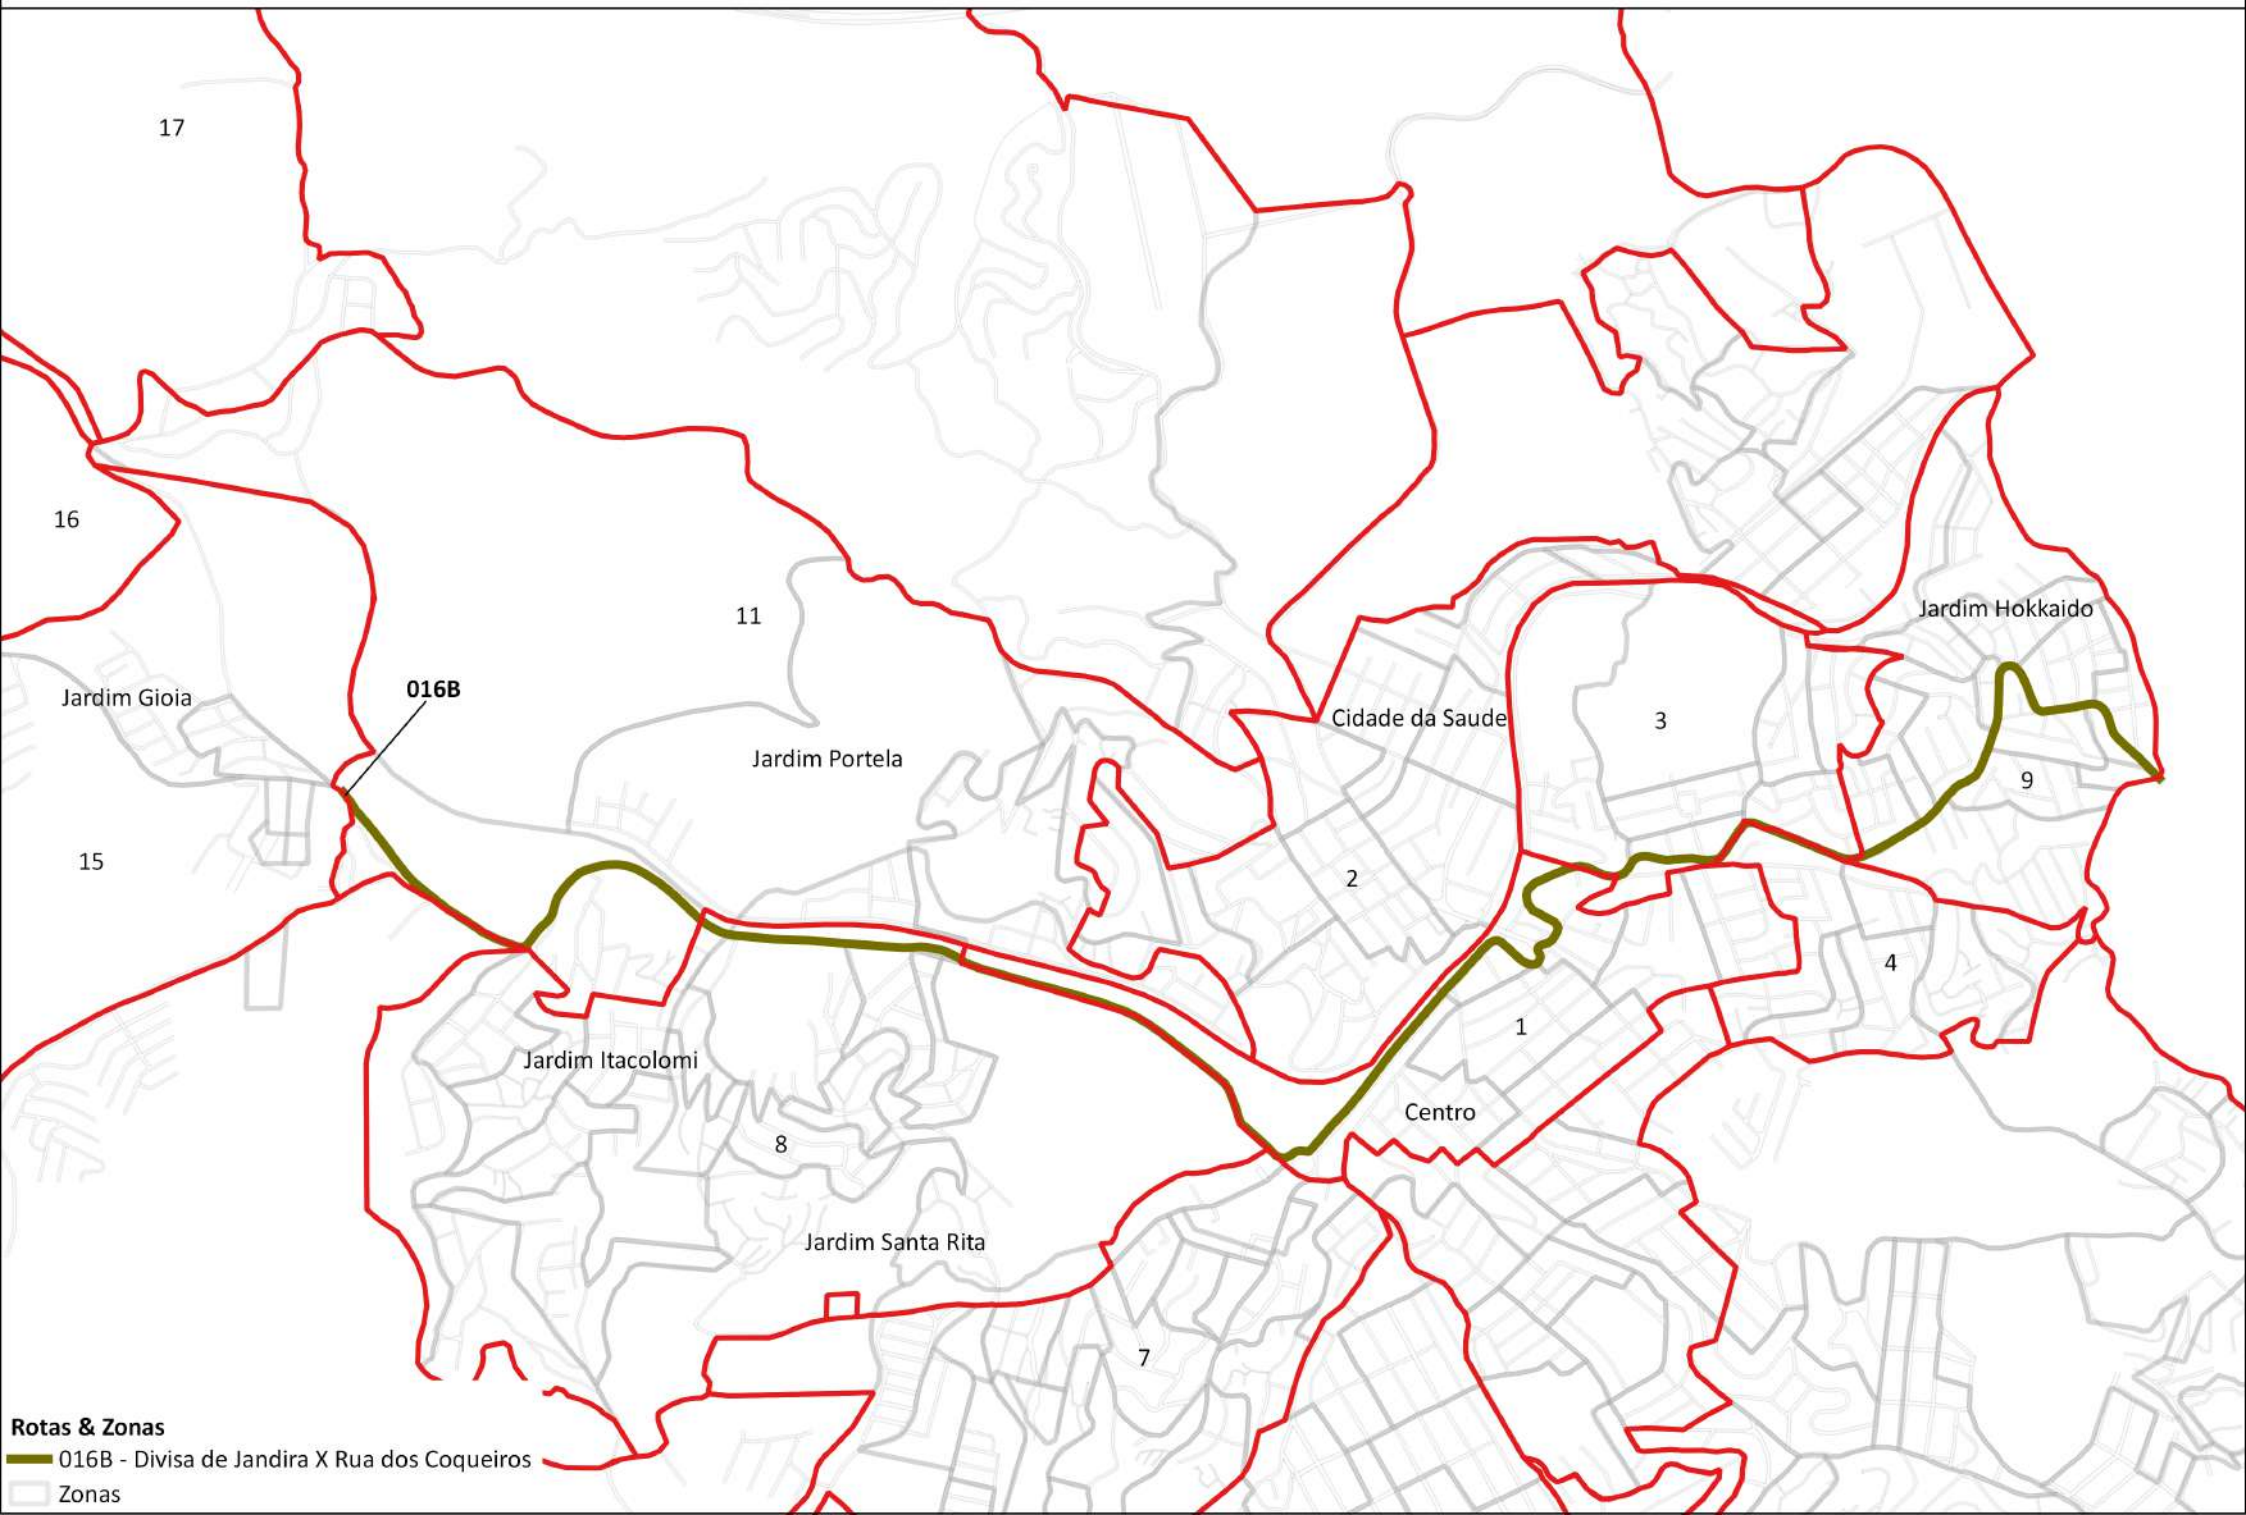 17
16
11
Jardim Hokkaido
Jardim Gioia
016B
Cidade da Saude
3
Jardim Portela
9
15
2
4
1
Jardim Itacolomi
Centro
8
Jardim Santa Rita
7
Rotas & Zonas
016B - Divisa de Jandira X Rua dos Coqueiros
Zonas